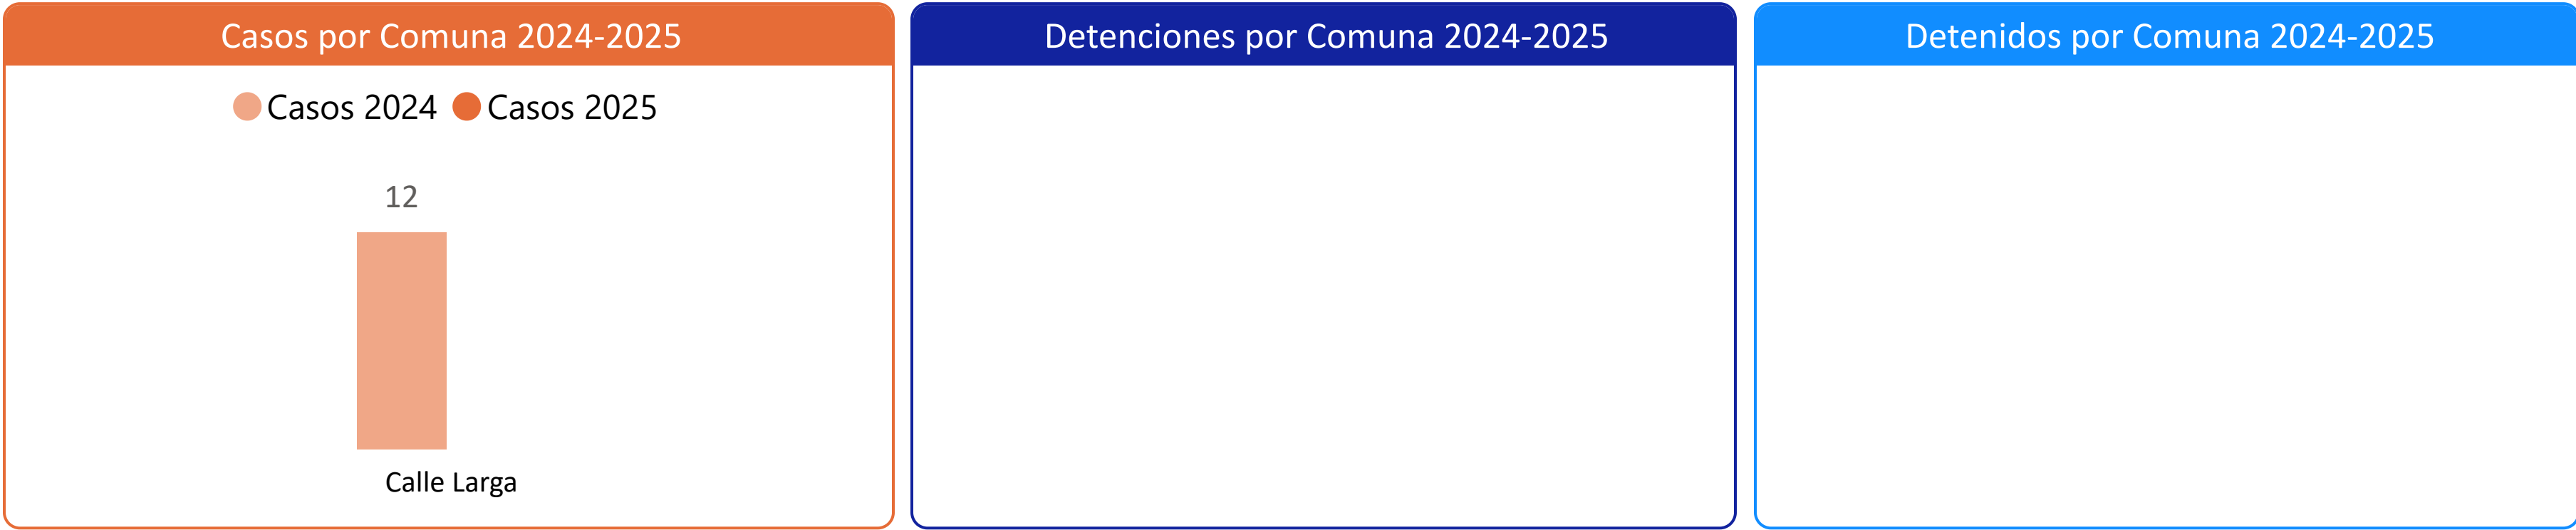 Casos por Comuna 2024-2025
Casos 2024 Casos 2025
12
Calle Larga
Detenciones por Comuna 2024-2025
Detenidos por Comuna 2024-2025